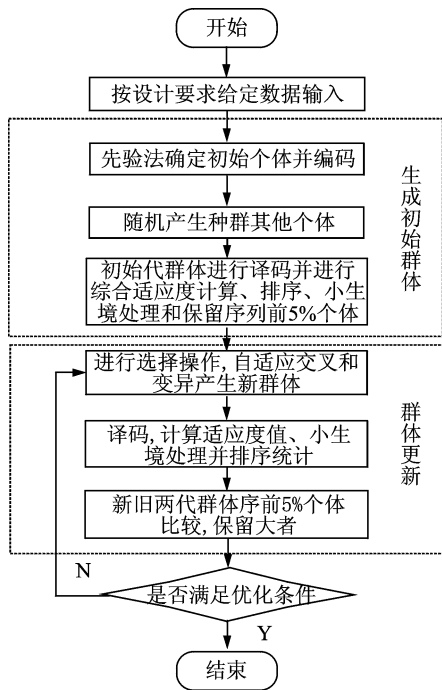 开始
按设计要求给定数据输入
先验法确定初始个体并编码
随机产生种群其他个体
初始代群体进行译码并进行
综合适应度计算、排序、小生
境处理和保留序列前5%个体
生成初始群体
进行选择操作,自适应交叉和
变异产生新群体
译码,计算适应度值、小生
境处理并排序统计
新旧两代群体序前5%个体
比较,保留大者
群体更新
N
是否满足优化条件
Y
结束